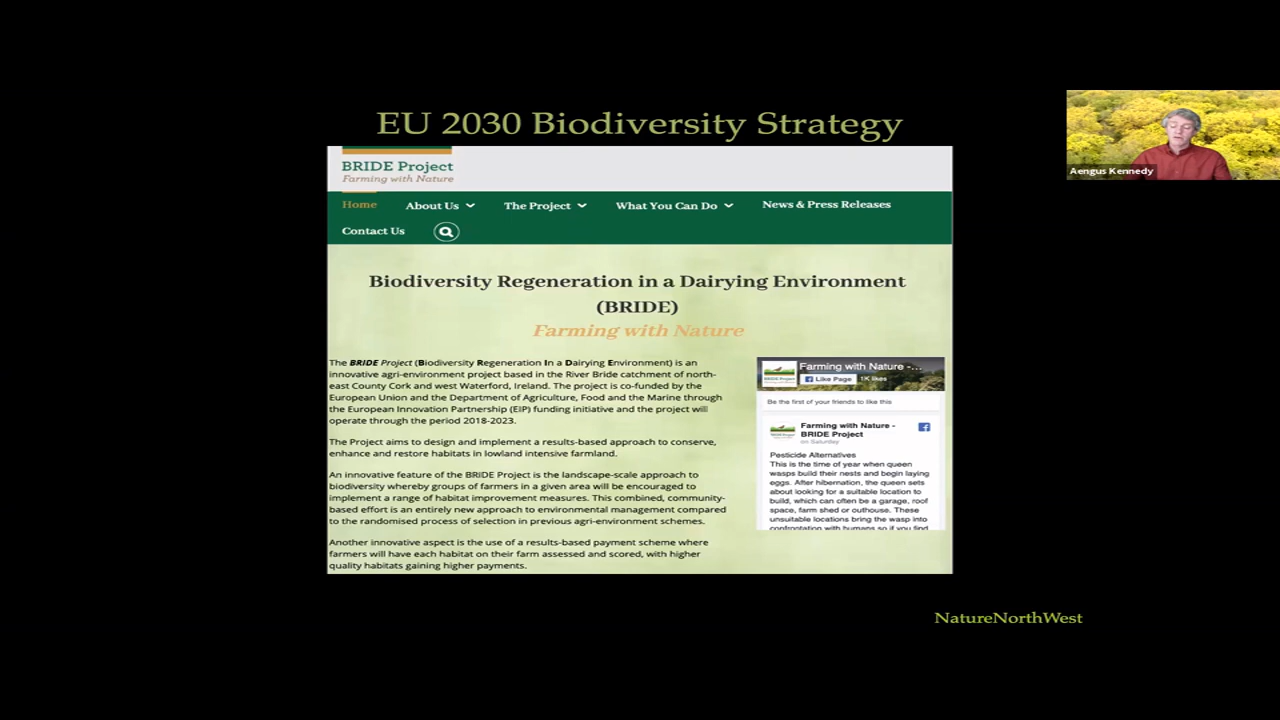 EU 2030 Biodiversity Strategy
BRIDE Project
Farming with Nature
Home
About Us
The Project
What You Can Do
News & Press Releases
Contact Us
Biodiversity Regeneration in a Dairying Environment
(BRIDE)
Farming with Nature
The BRIDE Project (Biodiversity Regeneration In a Dairying Environment) is an
innovative agri-environment project based in the River Bride catchment of north-
east County Cork and west Waterford, Ireland. The project is co-funded by the
European Union and the Department of Agriculture, Food and the Marine through
the European Innovation Partnership (EIP) funding initiative and the project will
operate through the period 2018-2023.
The Project aims to design and implement a results-based approach to conserve,
enhance and restore habitats in lowland intensive farmland.
An innovative feature of the BRIDE Project is the landscape-scale approach to
biodiversity whereby groups of farmers in a given area will be encouraged to
implement a range of habitat improvement measures. This combined, community-
based effort is an entirely new approach to environmental management compared
to the randomised process of selection in previous agri-environment schemes.
Another innovative aspect is the use of a results-based payment scheme where
farmers will have each habitat on their farm assessed and scored, with higher
quality habitats gaining higher payments.
Farming with Nature -...
Like Page
1K likes
Be the first of your friends to like this
Farming with Nature -
BRIDE Project
on Saturday
Pesticide Alternatives
This is the time of year when queen
wasps build their nests and begin laying
eggs. After hibernation, the queen sets
about looking for a suitable location to
build, which can often be a garage, roof
space, farm shed or outhouse. These
unsuitable locations bring the wasp into
confrontation with humans so if you find
Aengus Kennedy
NatureNorthWest